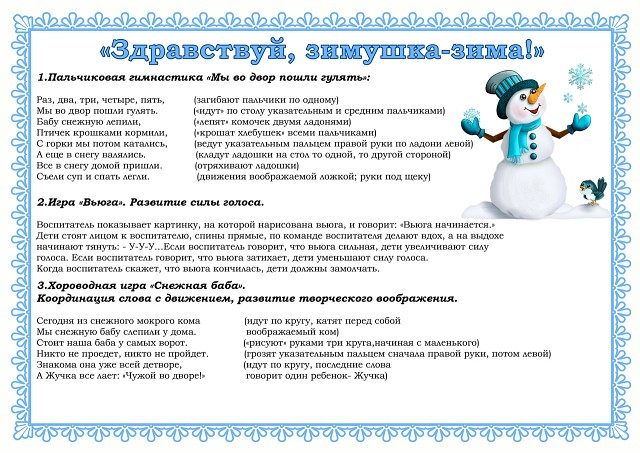 «Здравствуй, зимушка-зима!»
1.Пальчиковая гимнастика «Мы во двор пошли гулять»:
Раз, два, три, четыре, пять, (загибают пальчики по одному)
Мы во двор пошли гулять. («идут» по столу указательным и средним пальчиками)
Бабу снежную лепили, («лепят» комочек двумя ладонями)
Птичек крошками кормили, («крошат хлебушек» всеми пальчиками)
С горки мы потом катались, (ведут указательным пальцем правой руки по ладони левой)
А еще в снегу валялись. (кладут ладошки на стол то одной, то другой стороной)
Все в снегу домой пришли. (отряхивают ладошки)
Съели суп и спать легли. (движения воображаемой ложкой; руки под щеку)
2.Игра «Вьюга». Развитие силы голоса.
Воспитатель показывает картинку, на которой нарисована вьюга, и говорит: «Вьюга начинается.»
Дети стоят лицом к воспитателю, спины прямые, по команде воспитателя делают вдох, а на выдохе
начинают тянуть: - У-У-У...Если воспитатель говорит, что вьюга сильная, дети увеличивают силу
голоса. Если воспитатель говорит, что вьюга затихает, дети уменьшают силу голоса.
Когда воспитатель скажет, что вьюга кончилась, дети должны замолчать.
3.Хороводная игра «Снежная баба».
Координация слова с движением, развитие творческого воображения.
Сегодня из снежного мокрого кома (идут по кругу, катят перед собой
Мы снежную бабу слепили у дома. воображаемый ком)
Стоит наша баба у самых ворот. («рисуют» руками три круга,начиная с маленького)
Никто не проедет, никто не пройдет. (грозят указательным пальцем сначала правой руки, потом левой)
Знакома она уже всей детворе, (идут по кругу, последние слова
А Жучка все лает: «Чужой во дворе!» говорит один ребенок- Жучка)